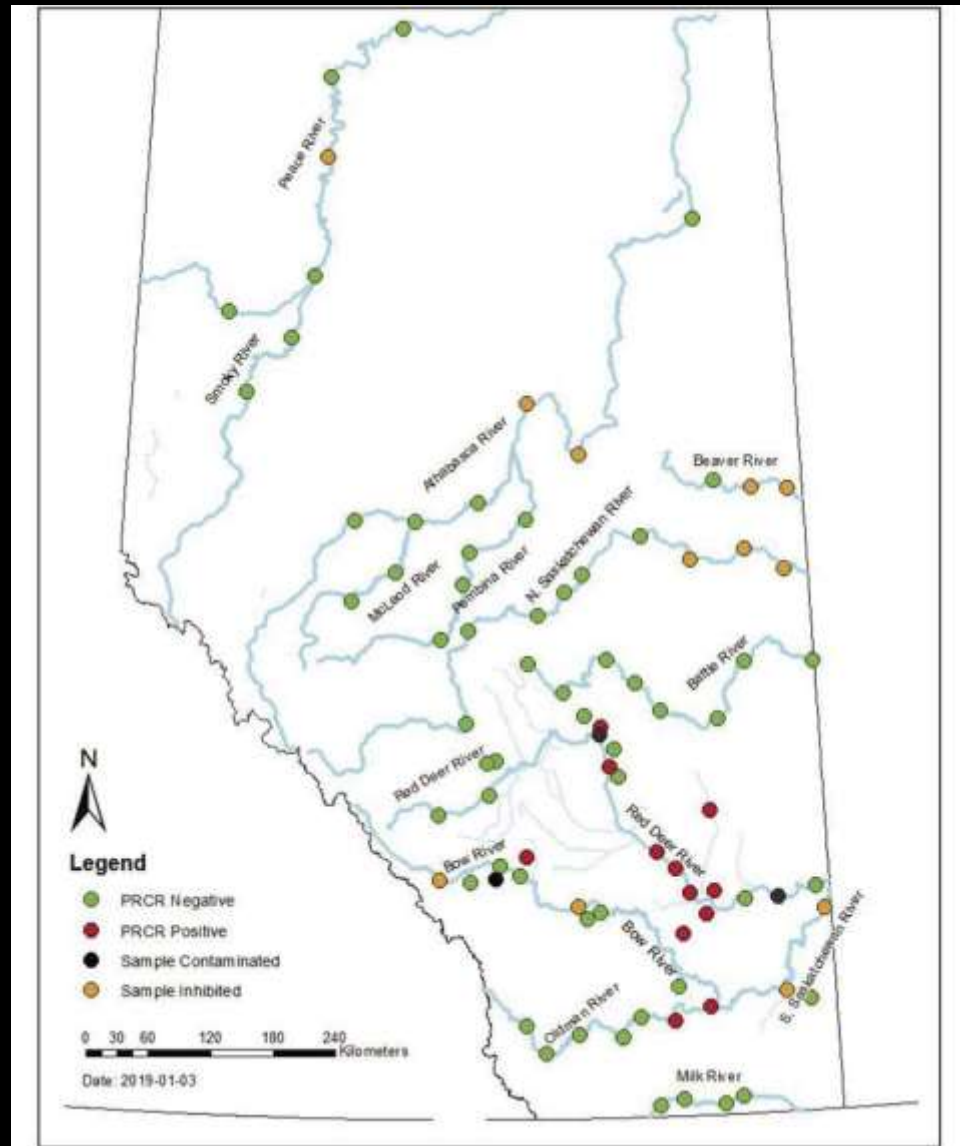 Peace River
Smoky River
Athabasca River
Beaver River
McLeod River
Pembina River
N. Saskatchewan River
Battle River
Red Deer River
Red Deer River
Bow River
Bow River
S. Saskatchewan River
Oldman River
Milk River
N
Legend
PRCR Negative
PRCR Positive
Sample Contaminated
Sample Inhibited
0 30 60 120 180 240
Kilometers
Date: 2019-01-03